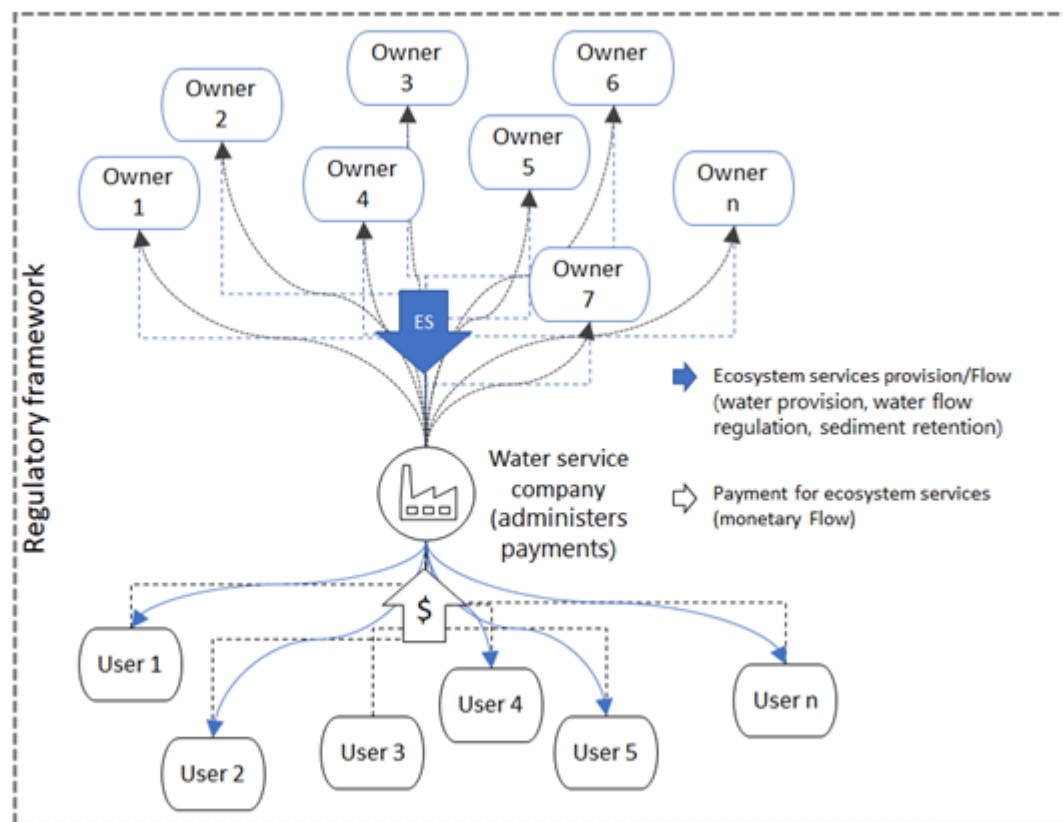 Regulatory framework
Owner
1
Owner
2
Owner
3
Owner
4
Owner
5
Owner
6
Owner
7
Owner
n
ES
Ecosystem services provision/Flow
(water provision, water flow
regulation, sediment retention)
Payment for ecosystem services
(monetary Flow)
Water service
company
(administers
payments)
$
User 1
User 2
User 3
User 4
User 5
User n